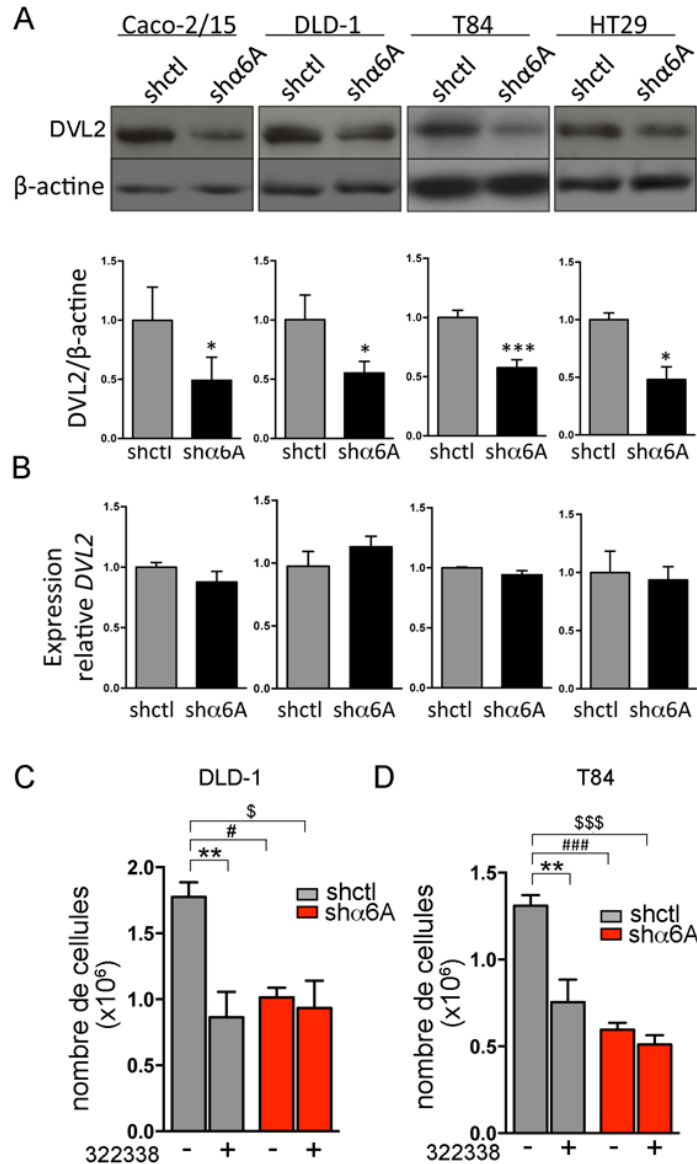 A
Caco-2/15 DLD-1 T84 HT29
shctl shα6A shctl shα6A shctl shα6A shctl shα6A
DVL2
β-actine
DVL2/β-actine
1.5 1.5 1.5 1.5
1.0 1.0 1.0 1.0
* * *** *
0.5 0.5 0.5 0.5
0.0 0.0 0.0 0.0
shctl shα6A shctl shα6A shctl shα6A shctl shα6A
B
Expression
relative DVL2
1.5 1.5 1.5 1.5
1.0 1.0 1.0 1.0
0.5 0.5 0.5 0.5
0.0 0.0 0.0 0.0
shctl shα6A shctl shα6A shctl shα6A shctl shα6A
C
DLD-1
$
#
**
shctl
shα6A
nombre de cellules
(x10⁶)
2.0
1.5
1.0
0.5
0.0
322338 - + - +
D
T84
$$$
###
**
shctl
shα6A
nombre de cellules
(x10⁶)
1.5
1.0
0.5
0.0
322338 - + - +